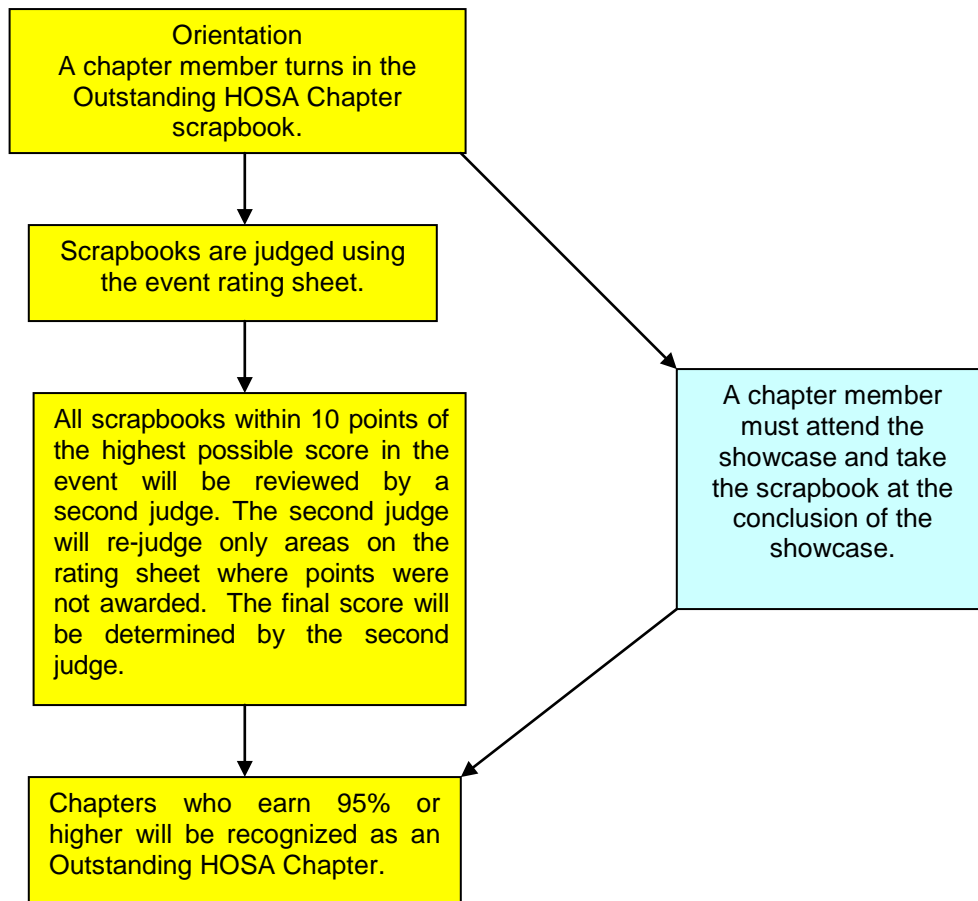 Orientation
A chapter member turns in the
Outstanding HOSA Chapter
scrapbook.
Scrapbooks are judged using
the event rating sheet.
All scrapbooks within 10 points of
the highest possible score in the
event will be reviewed by a
second judge. The second judge
will re-judge only areas on the
rating sheet where points were
not awarded. The final score will
be determined by the second
judge.
A chapter member
must attend the
showcase and take
the scrapbook at the
conclusion of the
showcase.
Chapters who earn 95% or
higher will be recognized as an
Outstanding HOSA Chapter.